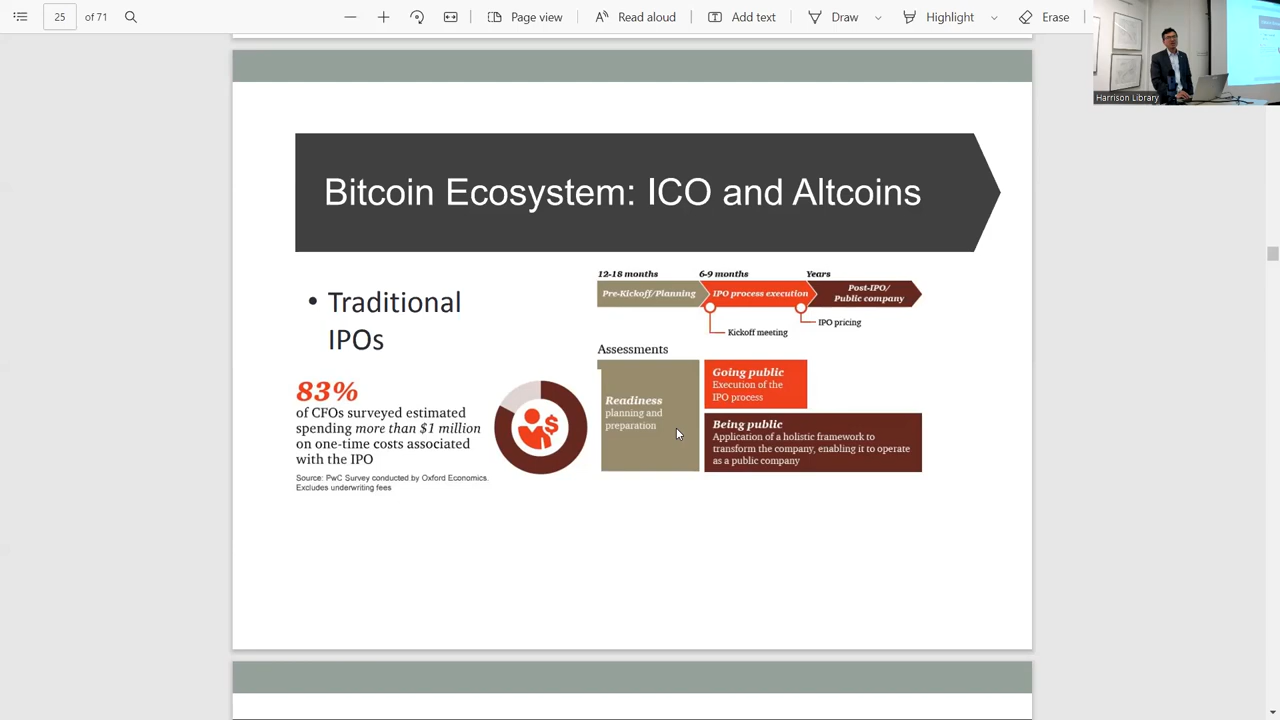 25 of 71
Page view
Read aloud
Add text
Draw
Highlight
Erase
Harrison Library
Bitcoin Ecosystem: ICO and Altcoins
• Traditional
IPOs
83%
of CFOs surveyed estimated
spending more than $1 million
on one-time costs associated
with the IPO
Source: PwC Survey conducted by Oxford Economics.
Excludes underwriting fees
$
12-18 months
6-9 months
Years
Pre-Kickoff/Planning
IPO process execution
Post-IPO/
Public company
Kickoff meeting
IPO pricing
Assessments
Readiness
planning and
preparation
Going public
Execution of the
IPO process
Being public
Application of a holistic framework to
transform the company, enabling it to operate
as a public company